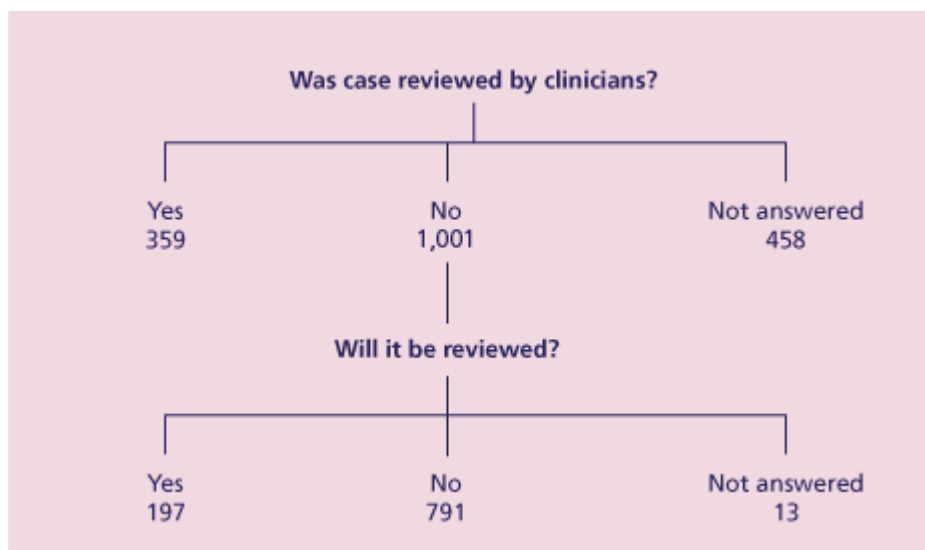 Was case reviewed by clinicians?
Yes No Not answered
359 1,001 458
Will it be reviewed?
Yes No Not answered
197 791 13